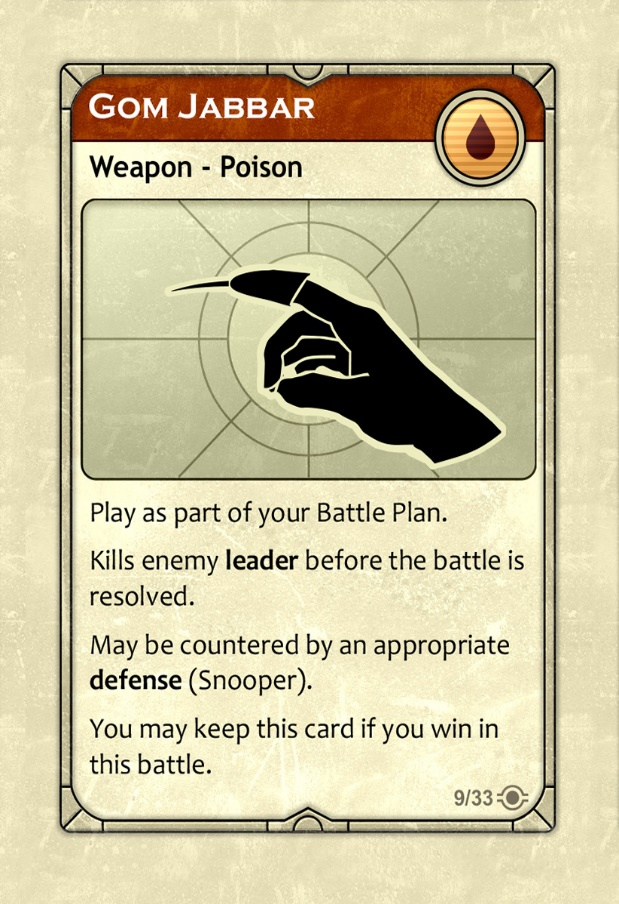 Gom Jabbar
Weapon - Poison
Play as part of your Battle Plan.
Kills enemy leader before the battle is
resolved.
May be countered by an appropriate
defense (Snooper).
You may keep this card if you win in
this battle.
9/33